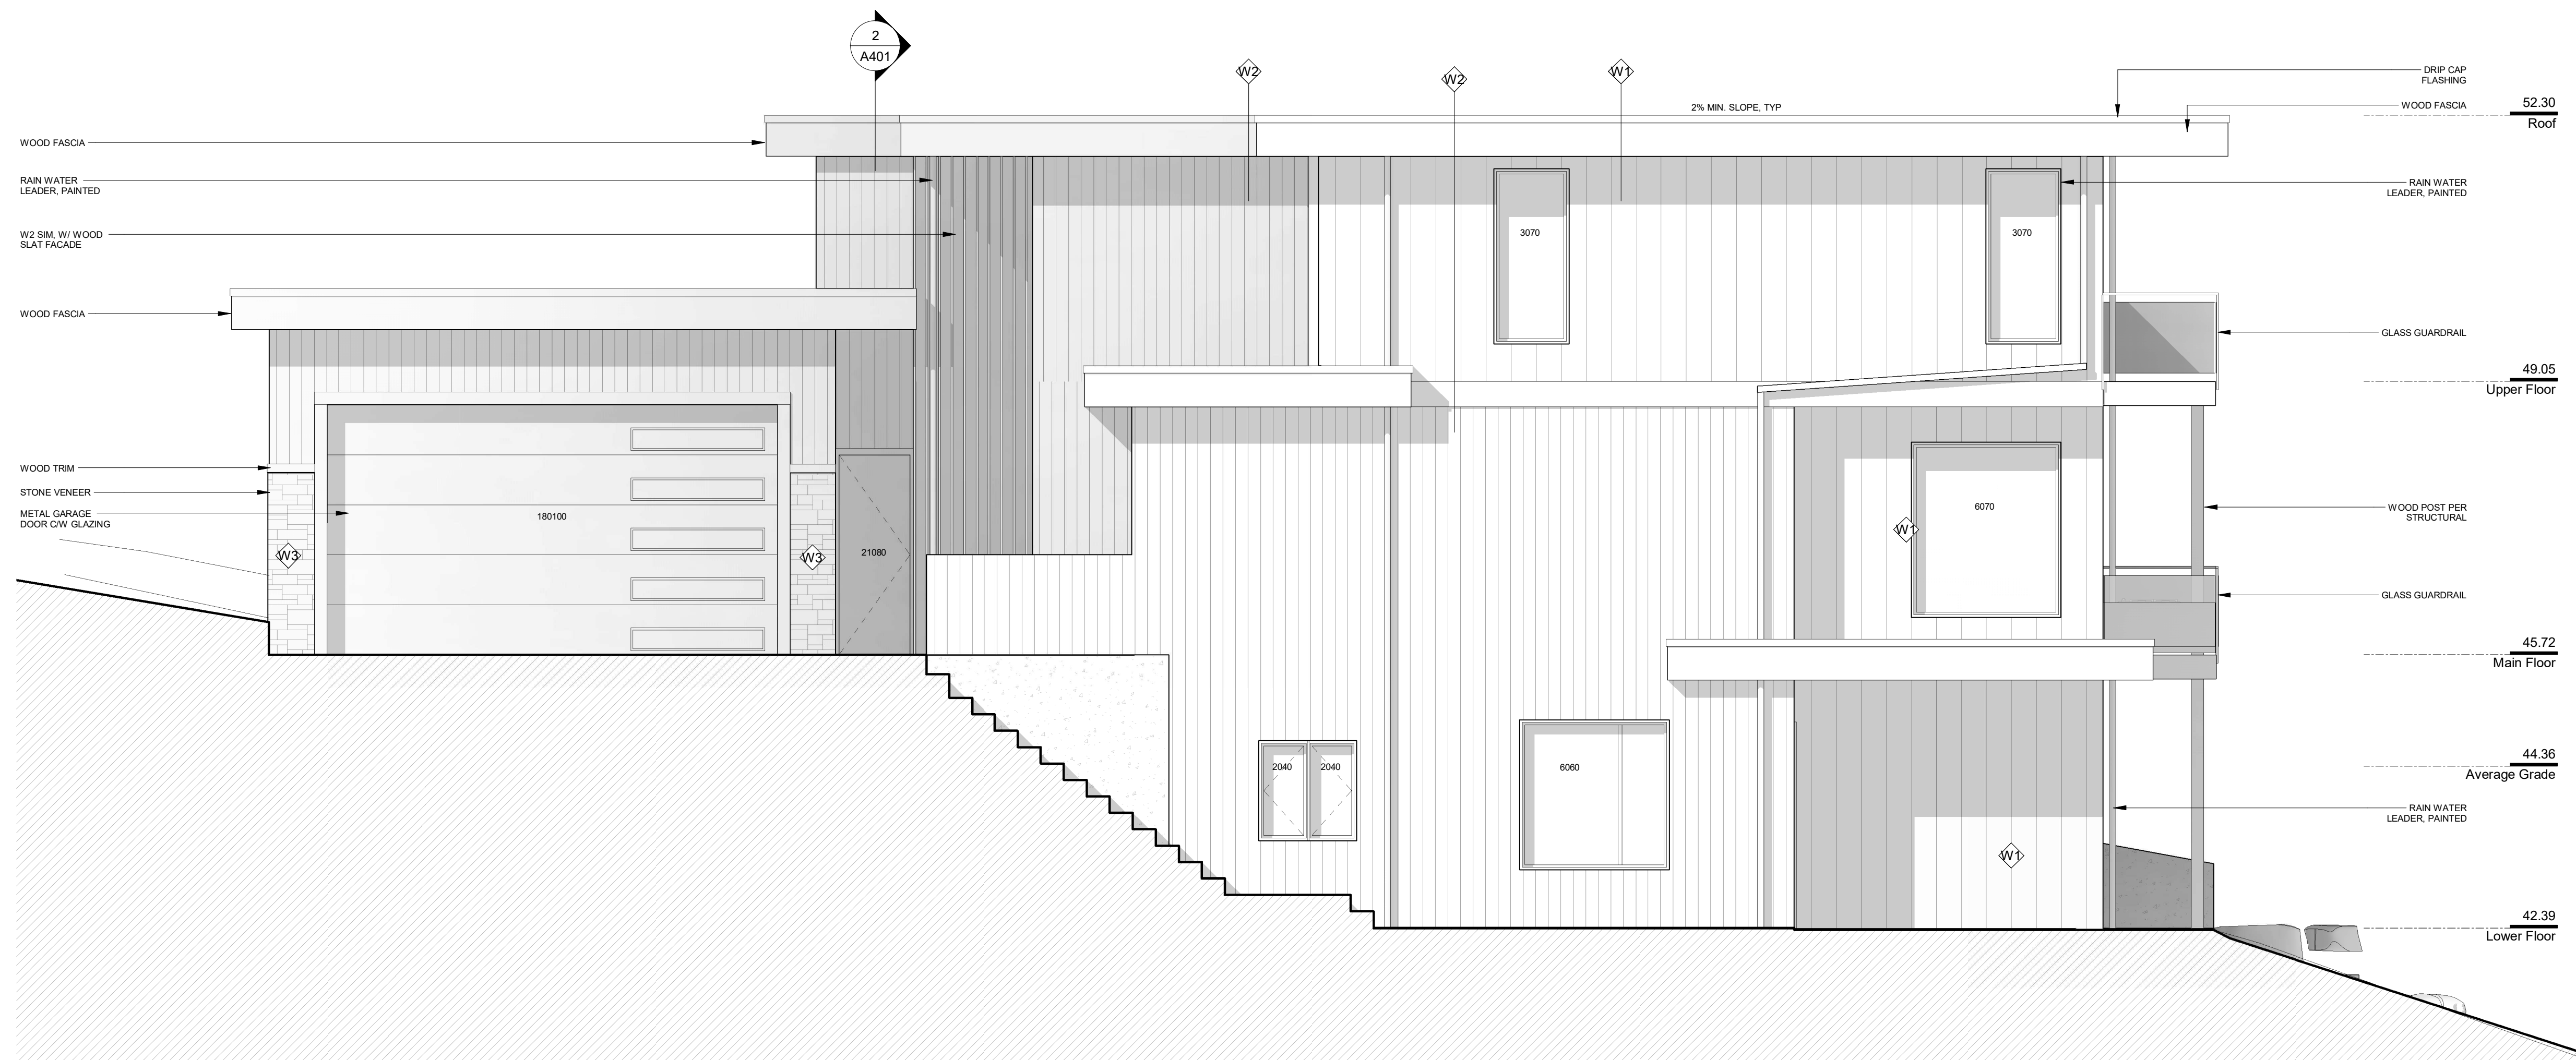 2
A401
W2
W2
W1
DRIP CAP
FLASHING
2% MIN. SLOPE, TYP
WOOD FASCIA
52.30
Roof
WOOD FASCIA
RAIN WATER
LEADER, PAINTED
RAIN WATER
LEADER, PAINTED
W2 SIM, W/ WOOD
SLAT FACADE
3070
3070
WOOD FASCIA
GLASS GUARDRAIL
49.05
Upper Floor
WOOD TRIM
STONE VENEER
METAL GARAGE
DOOR C/W GLAZING
180100
6070
WOOD POST PER
STRUCTURAL
W1
W3
W3
21080
GLASS GUARDRAIL
45.72
Main Floor
44.36
Average Grade
2040
2040
6060
RAIN WATER
LEADER, PAINTED
W1
42.39
Lower Floor